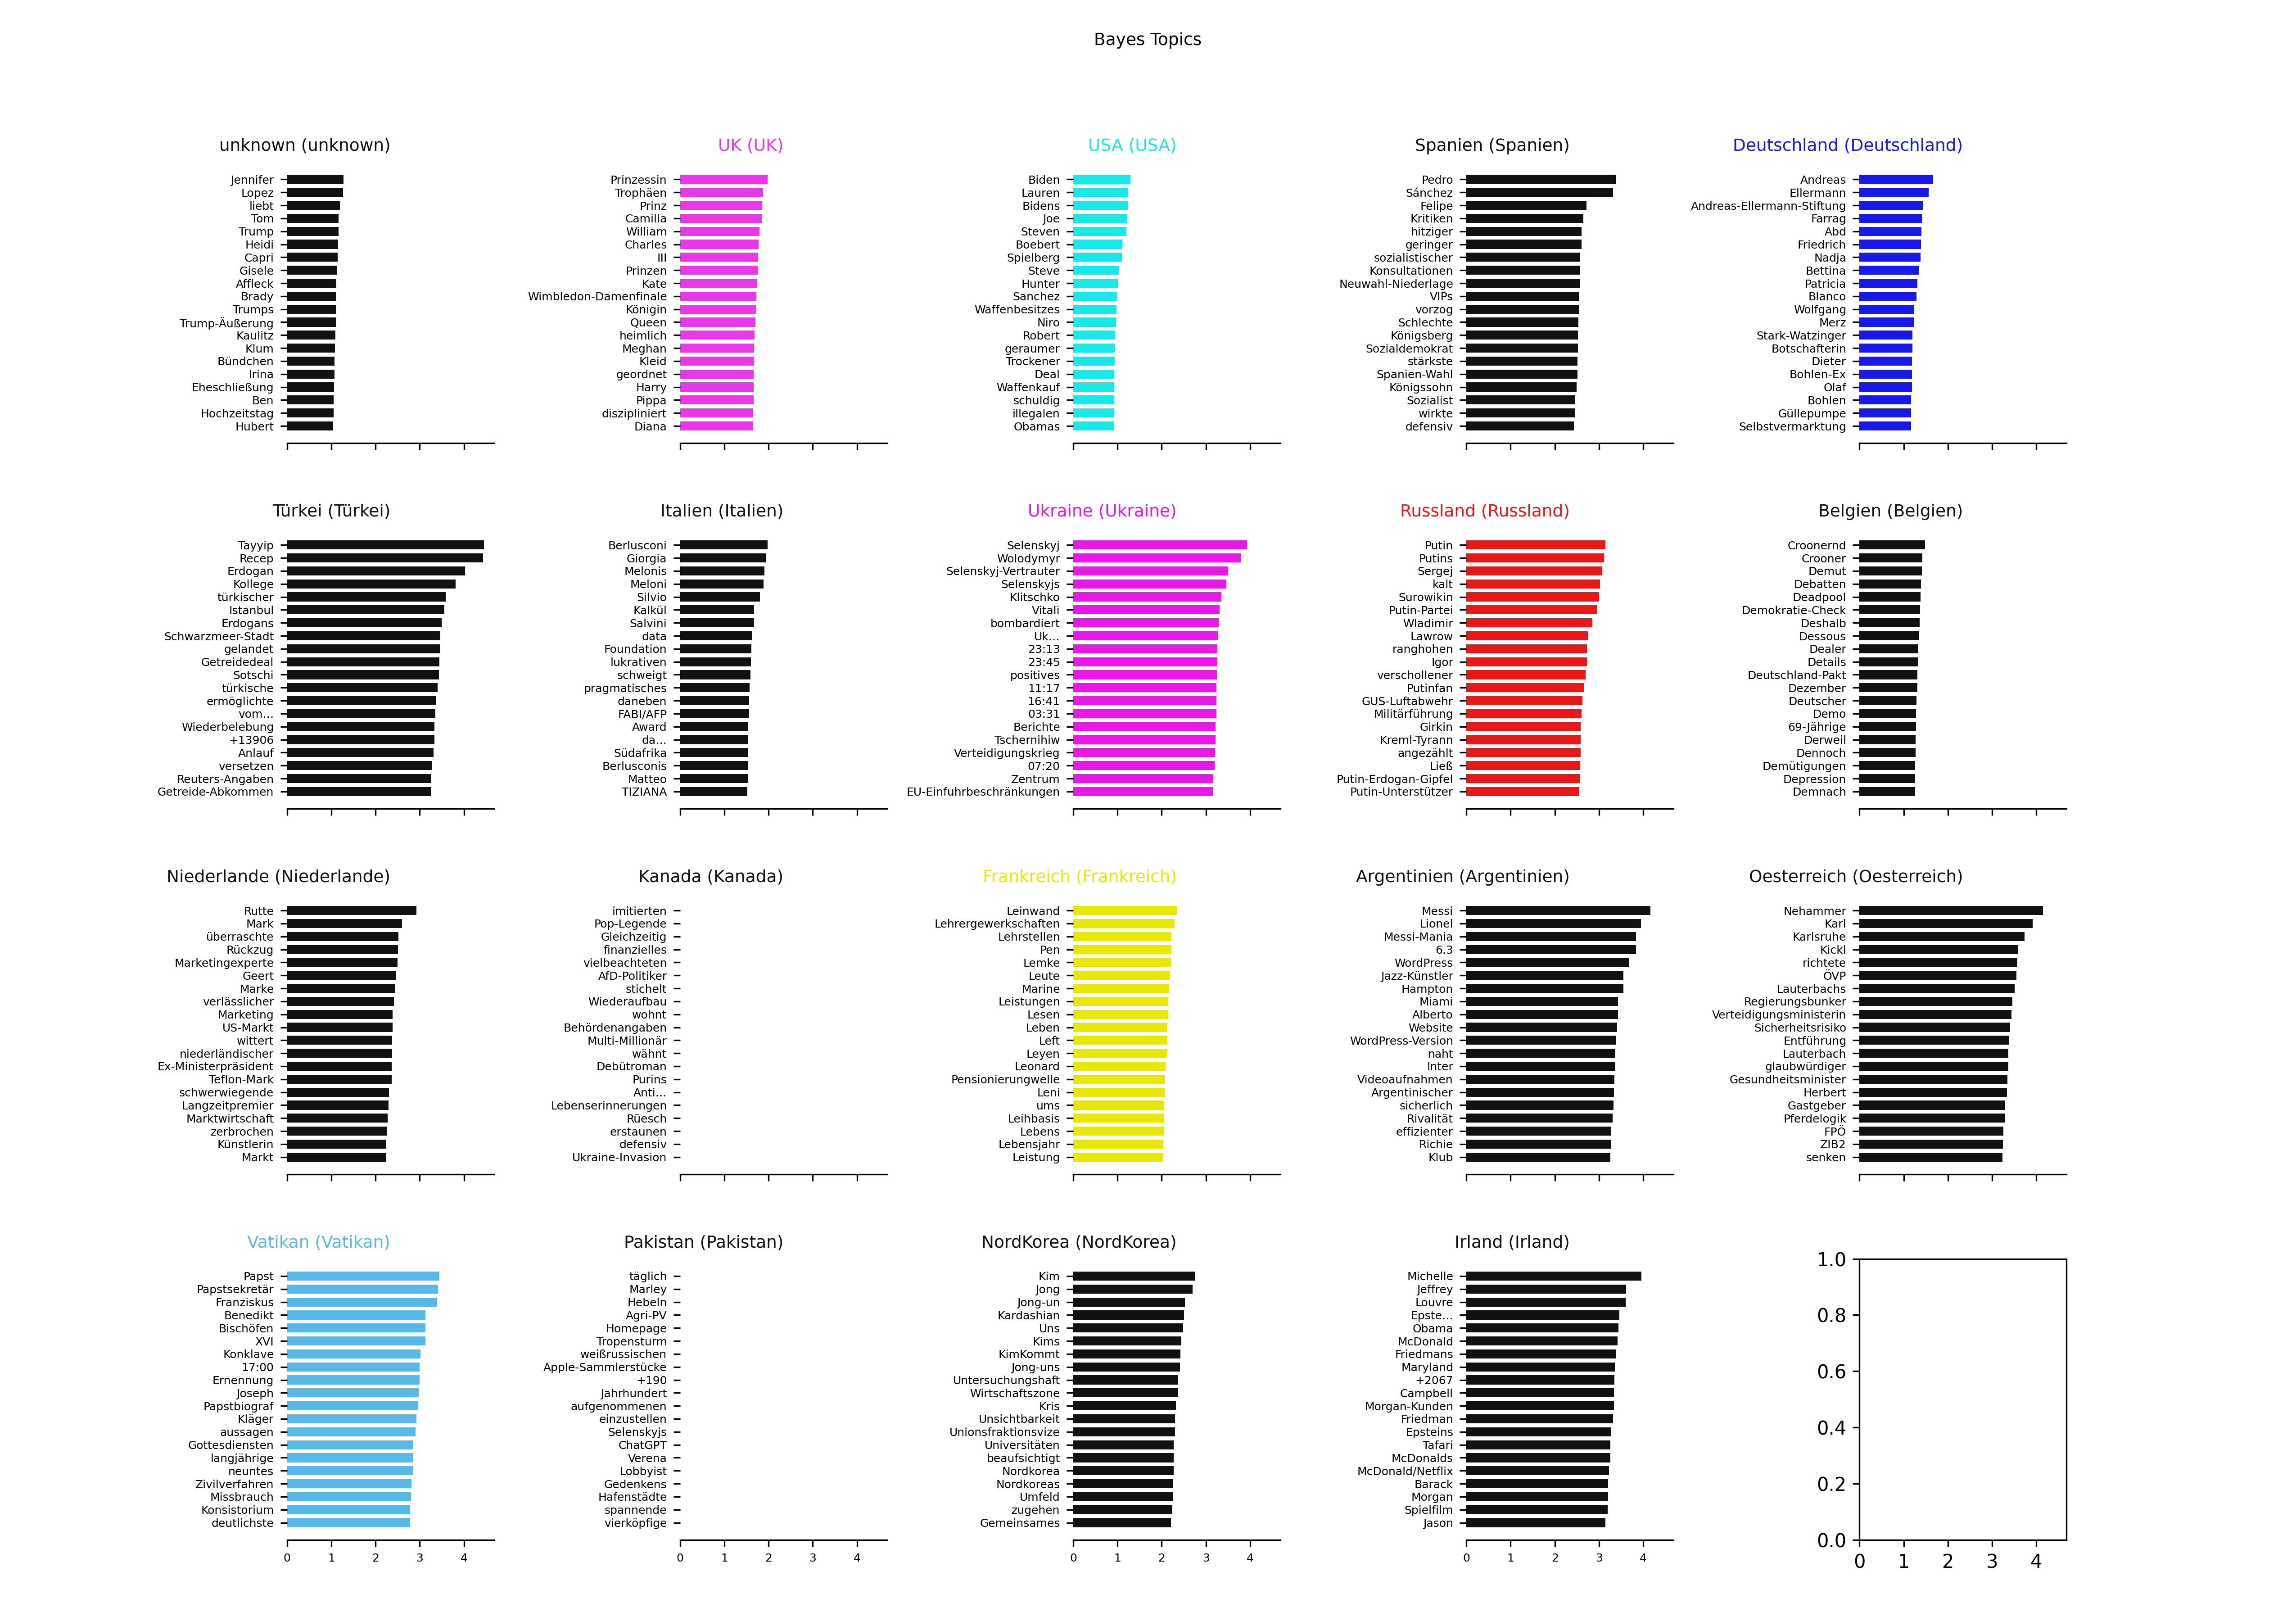 Bayes Topics
unknown (unknown)
Jennifer
Lopez
liebt
Tom
Trump
Heidi
Capri
Gisele
Affleck
Brady
Trumps
Trump-Äußerung
Kaulitz
Klum
Bündchen
Irina
Eheschließung
Ben
Hochzeitstag
Hubert
UK (UK)
Prinzessin
Trophäen
Prinz
Camilla
William
Charles
III
Prinzen
Kate
Wimbledon-Damenfinale
Königin
Queen
heimlich
Meghan
Kleid
geordnet
Harry
Pippa
diszipliniert
Diana
USA (USA)
Biden
Lauren
Bidens
Joe
Steven
Boebert
Spielberg
Steve
Hunter
Sanchez
Waffenbesitzes
Niro
Robert
geraumer
Trockener
Deal
Waffenkauf
schuldig
illegalen
Obamas
Spanien (Spanien)
Pedro
Sánchez
Felipe
Kritiken
hitziger
geringer
sozialistischer
Konsultationen
Neuwahl-Niederlage
VIPs
vorzog
Schlechte
Königsberg
Sozialdemokrat
stärkste
Spanien-Wahl
Königssohn
Sozialist
wirkte
defensiv
Deutschland (Deutschland)
Andreas
Ellermann
Andreas-Ellermann-Stiftung
Farrag
Abd
Friedrich
Nadja
Bettina
Patricia
Blanco
Wolfgang
Merz
Stark-Watzinger
Botschafterin
Dieter
Bohlen-Ex
Olaf
Bohlen
Güllepumpe
Selbstvermarktung
Türkei (Türkei)
Tayyip
Recep
Erdogan
Kollege
türkischer
Istanbul
Erdogans
Schwarzmeer-Stadt
gelandet
Getreidedeal
Sotschi
türkische
ermöglichte
vom...
Wiederbelebung
+13906
Anlauf
versetzen
Reuters-Angaben
Getreide-Abkommen
Italien (Italien)
Berlusconi
Giorgia
Melonis
Meloni
Silvio
Kalkül
Salvini
data
Foundation
lukrativen
schweigt
pragmatisches
daneben
FABI/AFP
Award
da...
Südafrika
Berlusconis
Matteo
TIZIANA
Ukraine (Ukraine)
Selenskyj
Wolodymyr
Selenskyj-Vertrauter
Selenskyjs
Klitschko
Vitali
bombardiert
Uk...
23:13
23:45
positives
11:17
16:41
03:31
Berichte
Tschernihiw
Verteidigungskrieg
07:20
Zentrum
EU-Einfuhrbeschränkungen
Russland (Russland)
Putin
Putins
Sergej
kalt
Surowikin
Putin-Partei
Wladimir
Lawrow
ranghohen
Igor
verschollener
Putinfan
GUS-Luftabwehr
Militärführung
Girkin
Kreml-Tyrann
angezählt
Ließ
Putin-Erdogan-Gipfel
Putin-Unterstützer
Belgien (Belgien)
Croonernd
Crooner
Demut
Debatten
Deadpool
Demokratie-Check
Deshalb
Dessous
Dealer
Details
Deutschland-Pakt
Dezember
Deutscher
Demo
69-Jährige
Derweil
Dennoch
Demütigungen
Depression
Demnach
Niederlande (Niederlande)
Rutte
Mark
überraschte
Rückzug
Marketingexperte
Geert
Marke
verlässlicher
Marketing
US-Markt
wittert
niederländischer
Ex-Ministerpräsident
Teflon-Mark
schwerwiegende
Langzeitpremier
Marktwirtschaft
zerbrochen
Künstlerin
Markt
Kanada (Kanada)
imitierten
Pop-Legende
Gleichzeitig
finanzielles
vielbeachteten
AfD-Politiker
stichelt
Wiederaufbau
wohnt
Behördenangaben
Multi-Millionär
wähnt
Debütroman
Purins
Anti...
Lebenserinnerungen
Rüesch
erstaunen
defensiv
Ukraine-Invasion
Frankreich (Frankreich)
Leinwand
Lehrergewerkschaften
Lehrstellen
Pen
Lemke
Leute
Marine
Leistungen
Lesen
Leben
Left
Leyen
Leonard
Pensionierungwelle
Leni
ums
Leihbasis
Lebens
Lebensjahr
Leistung
Argentinien (Argentinien)
Messi
Lionel
Messi-Mania
6.3
WordPress
Jazz-Künstler
Hampton
Miami
Alberto
Website
WordPress-Version
naht
Inter
Videoaufnahmen
Argentinischer
sicherlich
Rivalität
effizienter
Richie
Klub
Oesterreich (Oesterreich)
Nehammer
Karl
Karlsruhe
Kickl
richtete
ÖVP
Lauterbachs
Regierungsbunker
Verteidigungsministerin
Sicherheitsrisiko
Entführung
Lauterbach
glaubwürdiger
Gesundheitsminister
Herbert
Gastgeber
Pferdelogik
FPÖ
ZIB2
senken
Vatikan (Vatikan)
Papst
Papstsekretär
Franziskus
Benedikt
Bischöfen
XVI
Konklave
17:00
Ernennung
Joseph
Papstbiograf
Kläger
aussagen
Gottesdiensten
langjährige
neuntes
Zivilverfahren
Missbrauch
Konsistorium
deutlichste
0 1 2 3 4
Pakistan (Pakistan)
täglich
Marley
Hebeln
Agri-PV
Homepage
Tropensturm
weißrussischen
Apple-Sammlerstücke
+190
Jahrhundert
aufgenommenen
einzustellen
Selenskyjs
ChatGPT
Verena
Lobbyist
Gedenkens
Hafenstädte
spannende
vierköpfige
0 1 2 3 4
NordKorea (NordKorea)
Kim
Jong
Jong-un
Kardashian
Uns
Kims
KimKommt
Jong-uns
Untersuchungshaft
Wirtschaftszone
Kris
Unsichtbarkeit
Unionsfraktionsvize
Universitäten
beaufsichtigt
Nordkorea
Nordkoreas
Umfeld
zugehen
Gemeinsames
0 1 2 3 4
Irland (Irland)
Michelle
Jeffrey
Louvre
Epste...
Obama
McDonald
Friedmans
Maryland
+2067
Campbell
Morgan-Kunden
Friedman
Epsteins
Tafari
McDonalds
McDonald/Netflix
Barack
Morgan
Spielfilm
Jason
0 1 2 3 4
1.0
0.8
0.6
0.4
0.2
0.0
0 1 2 3 4